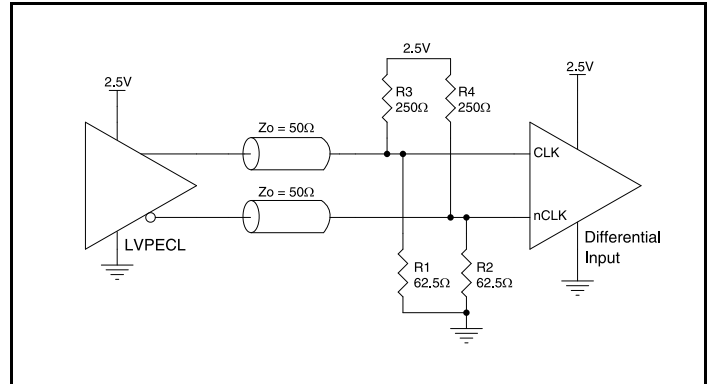 2.5V
2.5V
2.5V
R3
250Ω
R4
250Ω
Zo = 50Ω
CLK
Zo = 50Ω
nCLK
LVPECL
Differential
Input
R1
62.5Ω
R2
62.5Ω